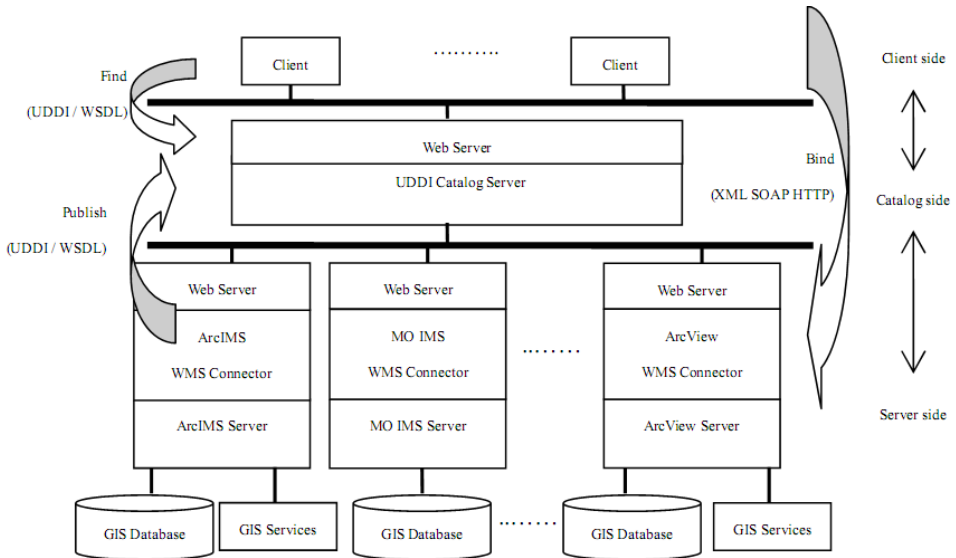 Client
……….
Client
Client side
Find
(UDDI / WSDL)
Web Server
UDDI Catalog Server
Bind
(XML SOAP HTTP)
Catalog side
Publish
(UDDI / WSDL)
Web Server
Web Server
Web Server
ArcIMS
MO IMS
ArcView
…….
WMS Connector
WMS Connector
WMS Connector
ArcIMS Server
MO IMS Server
ArcView Server
Server side
GIS Database
GIS Services
GIS Database
…….
GIS Database
GIS Services